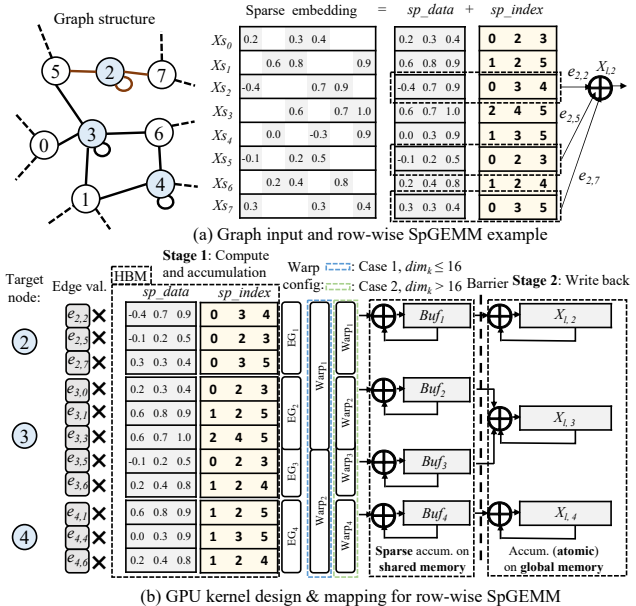 Graph structure
Sparse embedding = sp_data + sp_index
5 2 7
3 6
0
1 4
Xs0 0.2 0.3 0.4 0.2 0.3 0.4 0 2 3
Xs1 0.6 0.8 0.9 0.6 0.8 0.9 1 2 5
Xs2 -0.4 0.7 0.9 -0.4 0.7 0.9 0 3 4 e2,2 Xl,2
Xs3 0.6 0.7 1.0 0.6 0.7 1.0 2 4 5 e2,5
Xs4 0.0 -0.3 0.9 0.0 0.3 0.9 1 3 5
Xs5 -0.1 0.2 0.5 -0.1 0.2 0.5 0 2 3 e2,7
Xs6 0.2 0.4 0.8 0.2 0.4 0.8 1 2 4
Xs7 0.3 0.3 0.4 0.3 0.3 0.4 0 3 5
(a) Graph input and row-wise SpGEMM example
Target node:
Edge val.
HBM
Stage 1: Compute and accumulation
sp_data sp_index
Warp config:
: Case 1, dimk ≤ 16
: Case 2, dimk > 16
Barrier
Stage 2: Write back
2
e2,2 × -0.4 0.7 0.9 0 3 4
e2,5 × -0.1 0.2 0.5 0 2 3
e2,7 × 0.3 0.3 0.4 0 3 5
EG1 Warp1 Warp1 Buf1 Xl,2
3
e3,0 × 0.2 0.3 0.4 0 2 3
e3,1 × 0.6 0.8 0.9 1 2 5
e3,3 × 0.6 0.7 1.0 2 4 5
EG2 Warp2 Buf2 Xl,3
e3,5 × -0.1 0.2 0.5 0 2 3
e3,6 × 0.2 0.4 0.8 1 2 4
EG3 Warp2 Warp3 Buf3
4
e4,1 × 0.6 0.8 0.9 1 2 5
e4,4 × 0.0 0.3 0.9 1 3 5
e4,6 × 0.2 0.4 0.8 1 2 4
EG4 Warp4 Buf4 Xl,4
Sparse accum. on
shared memory
Accum. (atomic)
on global memory
(b) GPU kernel design & mapping for row-wise SpGEMM